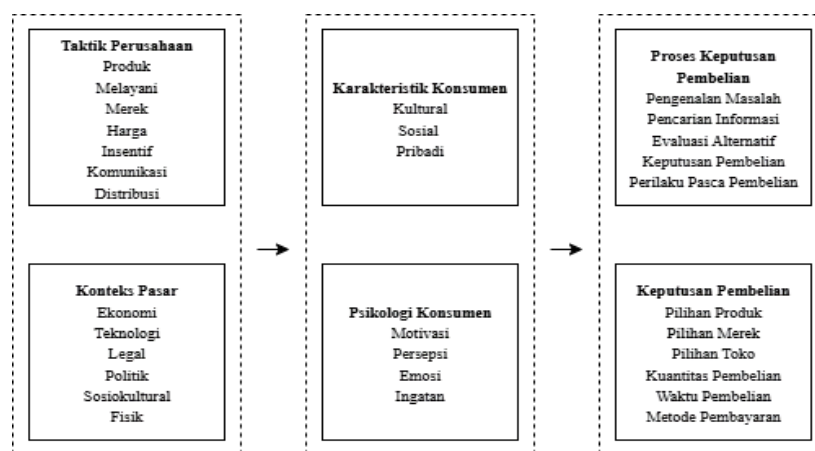 Taktik Perusahaan
Produk
Melayani
Merek
Harga
Insentif
Komunikasi
Distribusi
Konteks Pasar
Ekonomi
Teknologi
Legal
Politik
Sosiokultural
Fisik
Karakteristik Konsumen
Kultural
Sosial
Pribadi
Psikologi Konsumen
Motivasi
Persepsi
Emosi
Ingatan
Proses Keputusan
Pembelian
Pengenalan Masalah
Pencarian Informasi
Evaluasi Alternatif
Keputusan Pembelian
Perilaku Pasca Pembelian
Keputusan Pembelian
Pilihan Produk
Pilihan Merek
Pilihan Toko
Kuantitas Pembelian
Waktu Pembelian
Metode Pembayaran